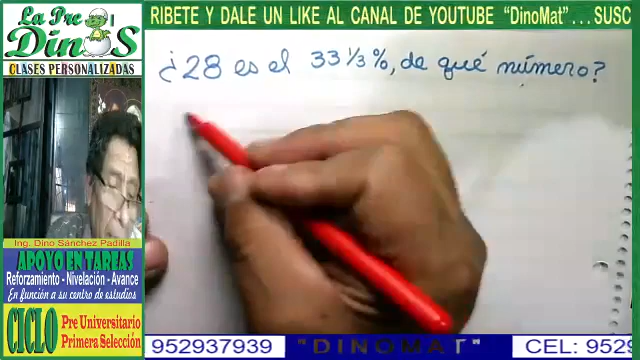 La Pre
DinoS
CLASES PERSONALIZADAS
RIBETE Y DALE UN LIKE AL CANAL DE YOUTUBE “DinoMat” . . . SUSC
¿28 es el 33 1/3 %, de qué número?
Ing. Dino Sánchez Padilla
APOYO EN TAREAS
Reforzamiento - Nivelación - Avance
En función a su centro de estudios
CICLO Pre Universitario
Primera Selección
952937939 "DINOMAT" CEL: 9529